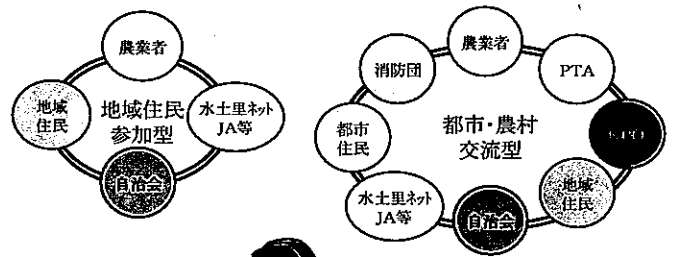 農業者
地域
住民
地域住民
参加型
水土里ネット
JA等
自治会
農業者
消防団
PTA
都市
住民
都市・農村
交流型
水土里ネット
JA等
自治会
地域
住民